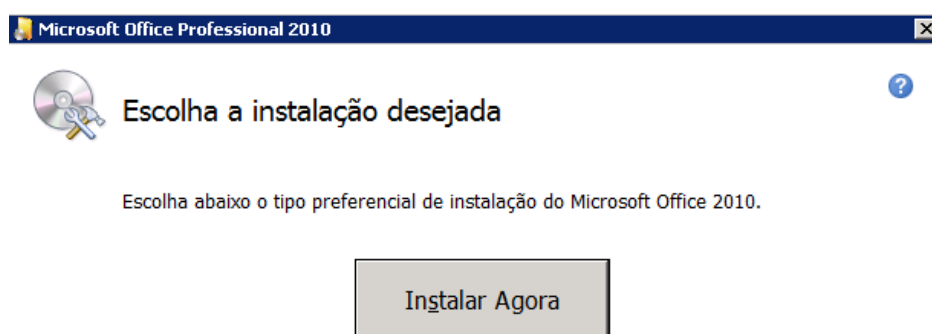 Microsoft Office Professional 2010
Escolha a instalação desejada
Escolha abaixo o tipo preferencial de instalação do Microsoft Office 2010.
Instalar Agora